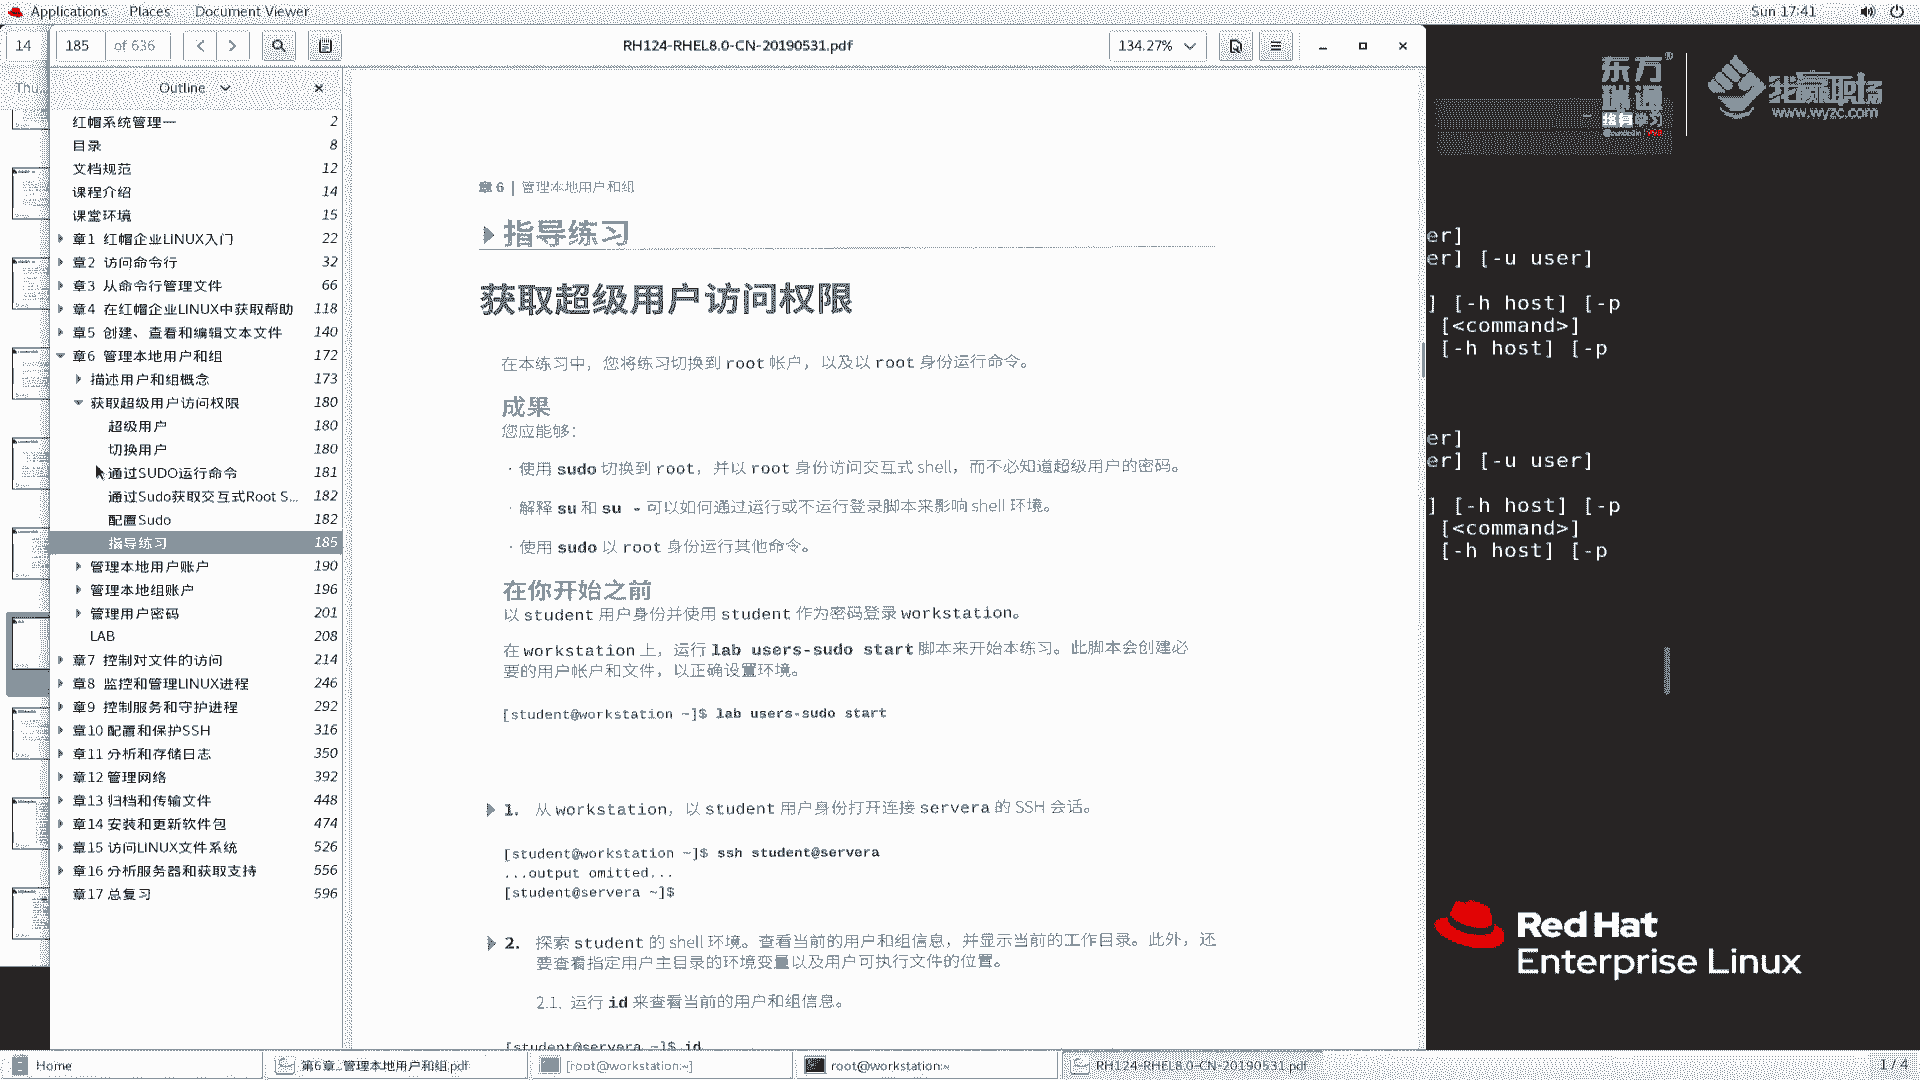 Applications Places Document Viewer
Sun 17:41
14
185 of 636
RH124-RHEL8.0-CN-20190531.pdf
134.27%
Thu...
Outline
红帽系统管理一 2
目录 8
文档规范 12
课程介绍 14
课堂环境 15
章1 红帽企业LINUX入门 22
章2 访问命令行 32
章3 从命令行管理文件 66
章4 在红帽企业LINUX中获取帮助 118
章5 创建、查看和编辑文本文件 140
章6 管理本地用户和组 172
描述用户和组概念 173
获取超级用户访问权限 180
超级用户 180
切换用户 180
通过SUDO运行命令 181
通过Sudo获取交互式Root S... 182
配置Sudo 182
指导练习 185
管理本地用户账户 190
管理本地组账户 196
管理用户密码 201
LAB 208
章7 控制对文件的访问 214
章8 监控和管理LINUX进程 246
章9 控制服务和守护进程 292
章10 配置和保护SSH 316
章11 分析和存储日志 350
章12 管理网络 392
章13 归档和传输文件 448
章14 安装和更新软件包 474
章15 访问LINUX文件系统 526
章16 分析服务器和获取支持 556
章17 总复习 596
章 6 | 管理本地用户和组
指导练习
获取超级用户访问权限
在本练习中，您将练习切换到 root 帐户，以及以 root 身份运行命令。
成果
您应能够：
· 使用 sudo 切换到 root，并以 root 身份访问交互式 shell，而不必知道超级用户的密码。
· 解释 su 和 su - 可以如何通过运行或不运行登录脚本来影响 shell 环境。
· 使用 sudo 以 root 身份运行其他命令。
在你开始之前
以 student 用户身份并使用 student 作为密码登录 workstation。
在 workstation 上，运行 lab users-sudo start 脚本来开始本练习。此脚本会创建必
要的用户帐户和文件，以正确设置环境。
[student@workstation ~]$ lab users-sudo start
1. 从 workstation，以 student 用户身份打开连接 servera 的 SSH 会话。
[student@workstation ~]$ ssh student@servera
...output omitted...
[student@servera ~]$
2. 探索 student 的 shell 环境。查看当前的用户和组信息，并显示当前的工作目录。此外，还
要查看指定用户主目录的环境变量以及用户可执行文件的位置。
2.1. 运行 id 来查看当前的用户和组信息。
[student@servera ~]$ id
东方瑞通
终身学习
我赢职场
www.wyzc.com
er]
er] [-u user]
] [-h host] [-p
[<command>]
[-h host] [-p
er]
er] [-u user]
] [-h host] [-p
[<command>]
[-h host] [-p
Red Hat
Enterprise Linux
Home
第6章...管理本地用户和组.pdf
[root@workstation:~]
root@workstation:~
RH124-RHEL8.0-CN-20190531.pdf
1 / 4